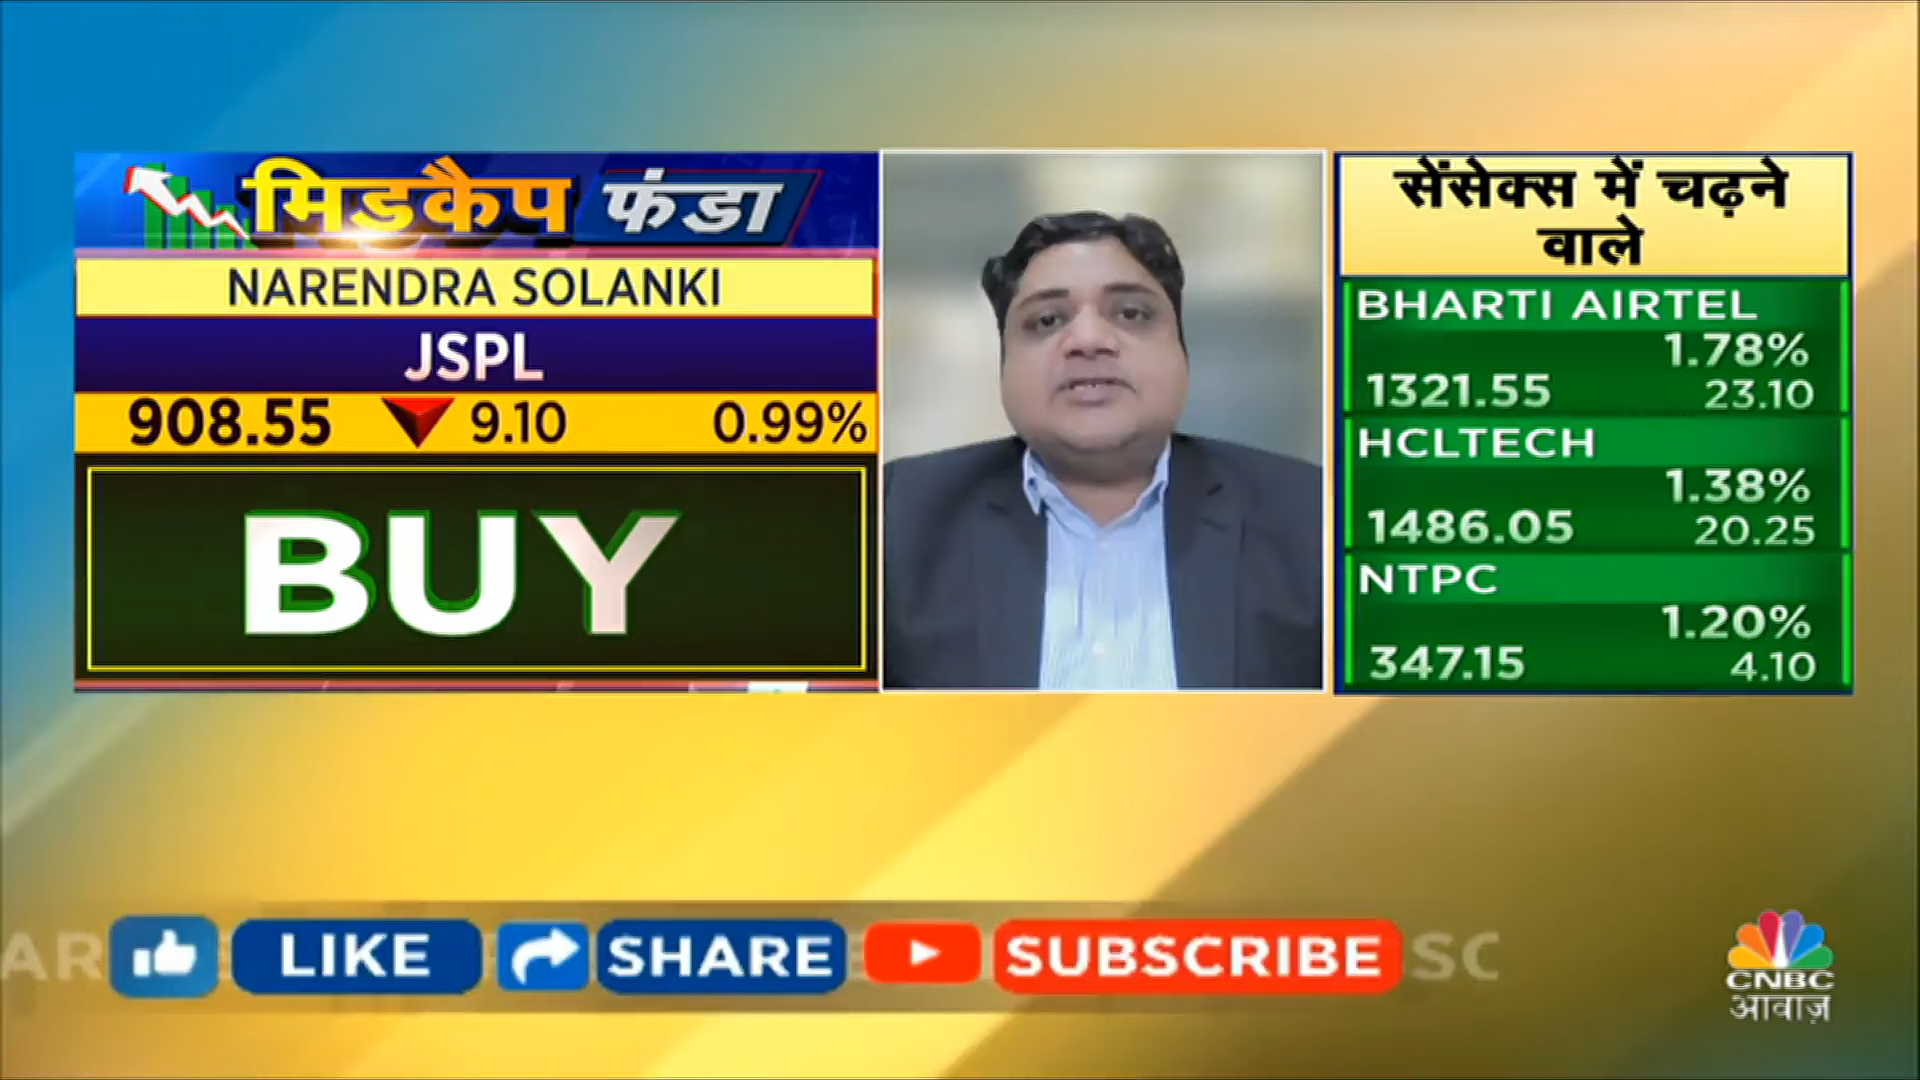 मिडकैप फंडा
NARENDRA SOLANKI
JSPL
908.55 9.10 0.99%
BUY
सेंसेक्स में चढ़ने
वाले
BHARTI AIRTEL
1.78%
1321.55 23.10
HCLTECH
1.38%
1486.05 20.25
NTPC
1.20%
347.15 4.10
LIKE SHARE SUBSCRIBE
CNBC
आवाज़